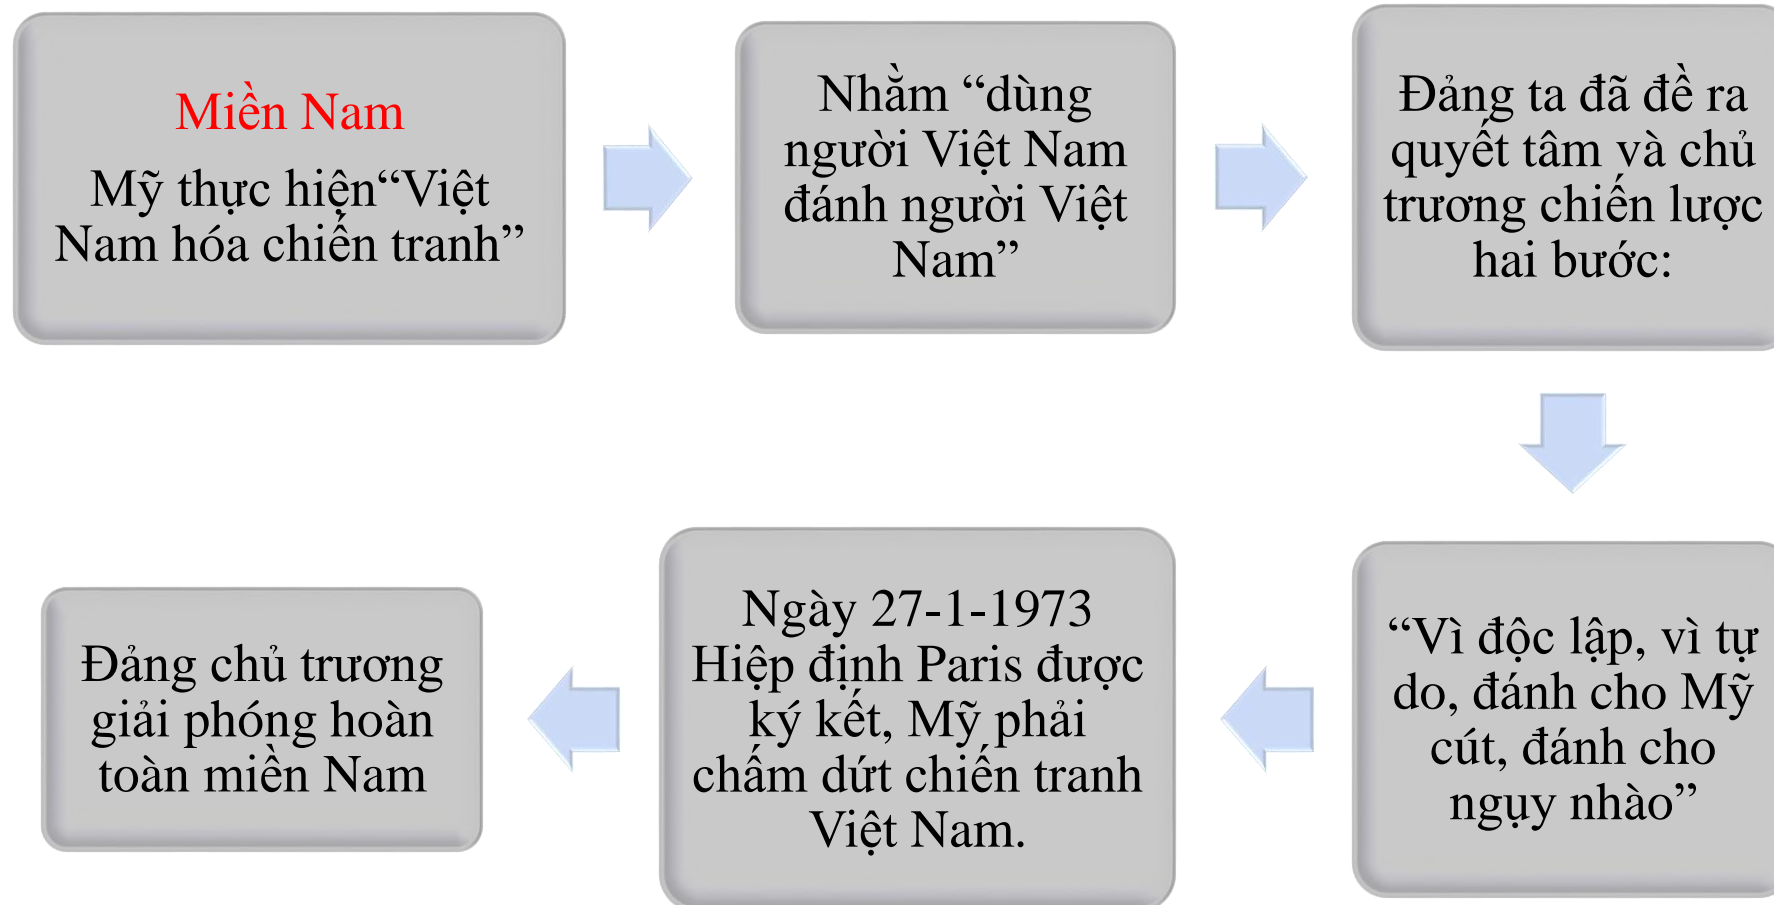 Miền Nam
Mỹ thực hiện“Việt
Nam hóa chiến tranh”
Nhằm “dùng
người Việt Nam
đánh người Việt
Nam”
Đảng ta đã đề ra
quyết tâm và chủ
trương chiến lược
hai bước:
“Vì độc lập, vì tự
do, đánh cho Mỹ
cút, đánh cho
ngụy nhào”
Ngày 27-1-1973
Hiệp định Paris được
ký kết, Mỹ phải
chấm dứt chiến tranh
Việt Nam.
Đảng chủ trương
giải phóng hoàn
toàn miền Nam